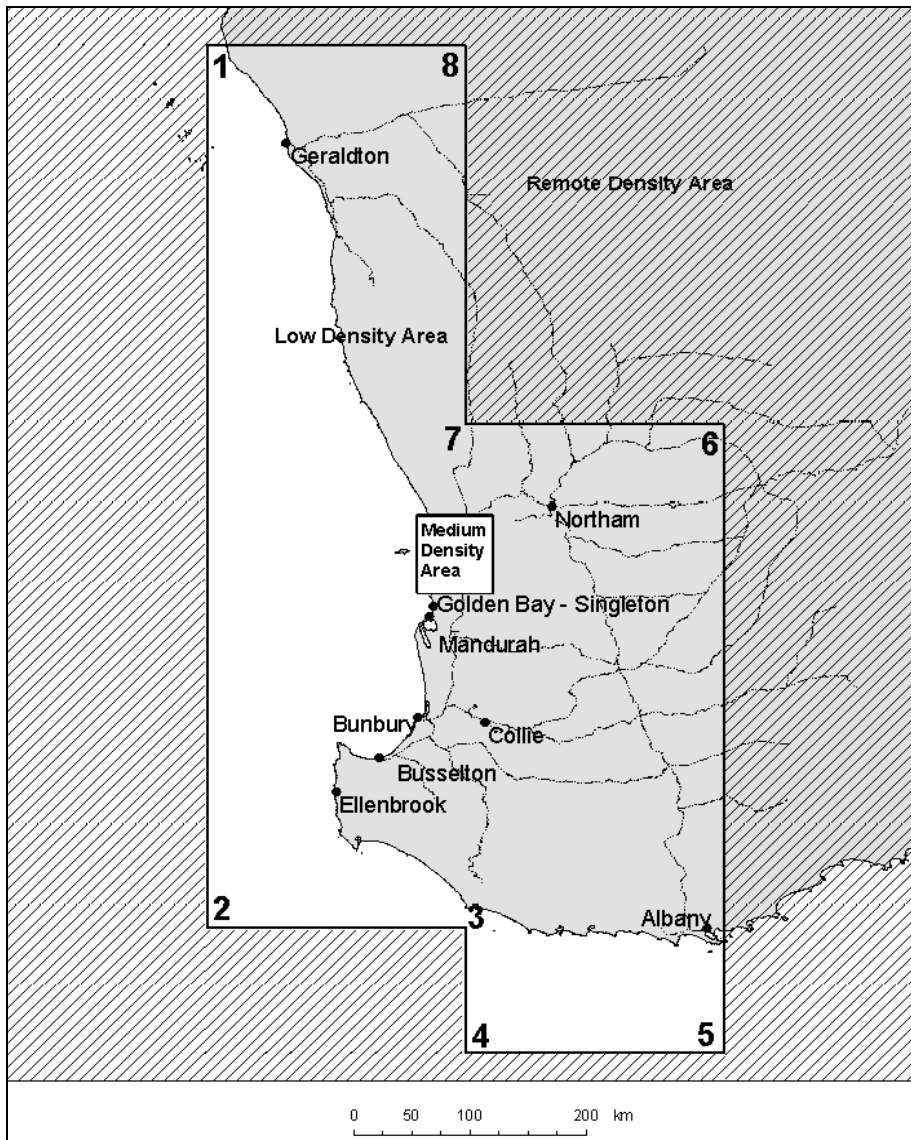 1
8
Geraldton
Remote Density Area
Low Density Area
7
6
Northam
Medium
Density
Area
Golden Bay - Singleton
Mandurah
Bunbury
Collie
Busselton
Ellenbrook
2
3
Albany
4
5
0 50 100 200 km